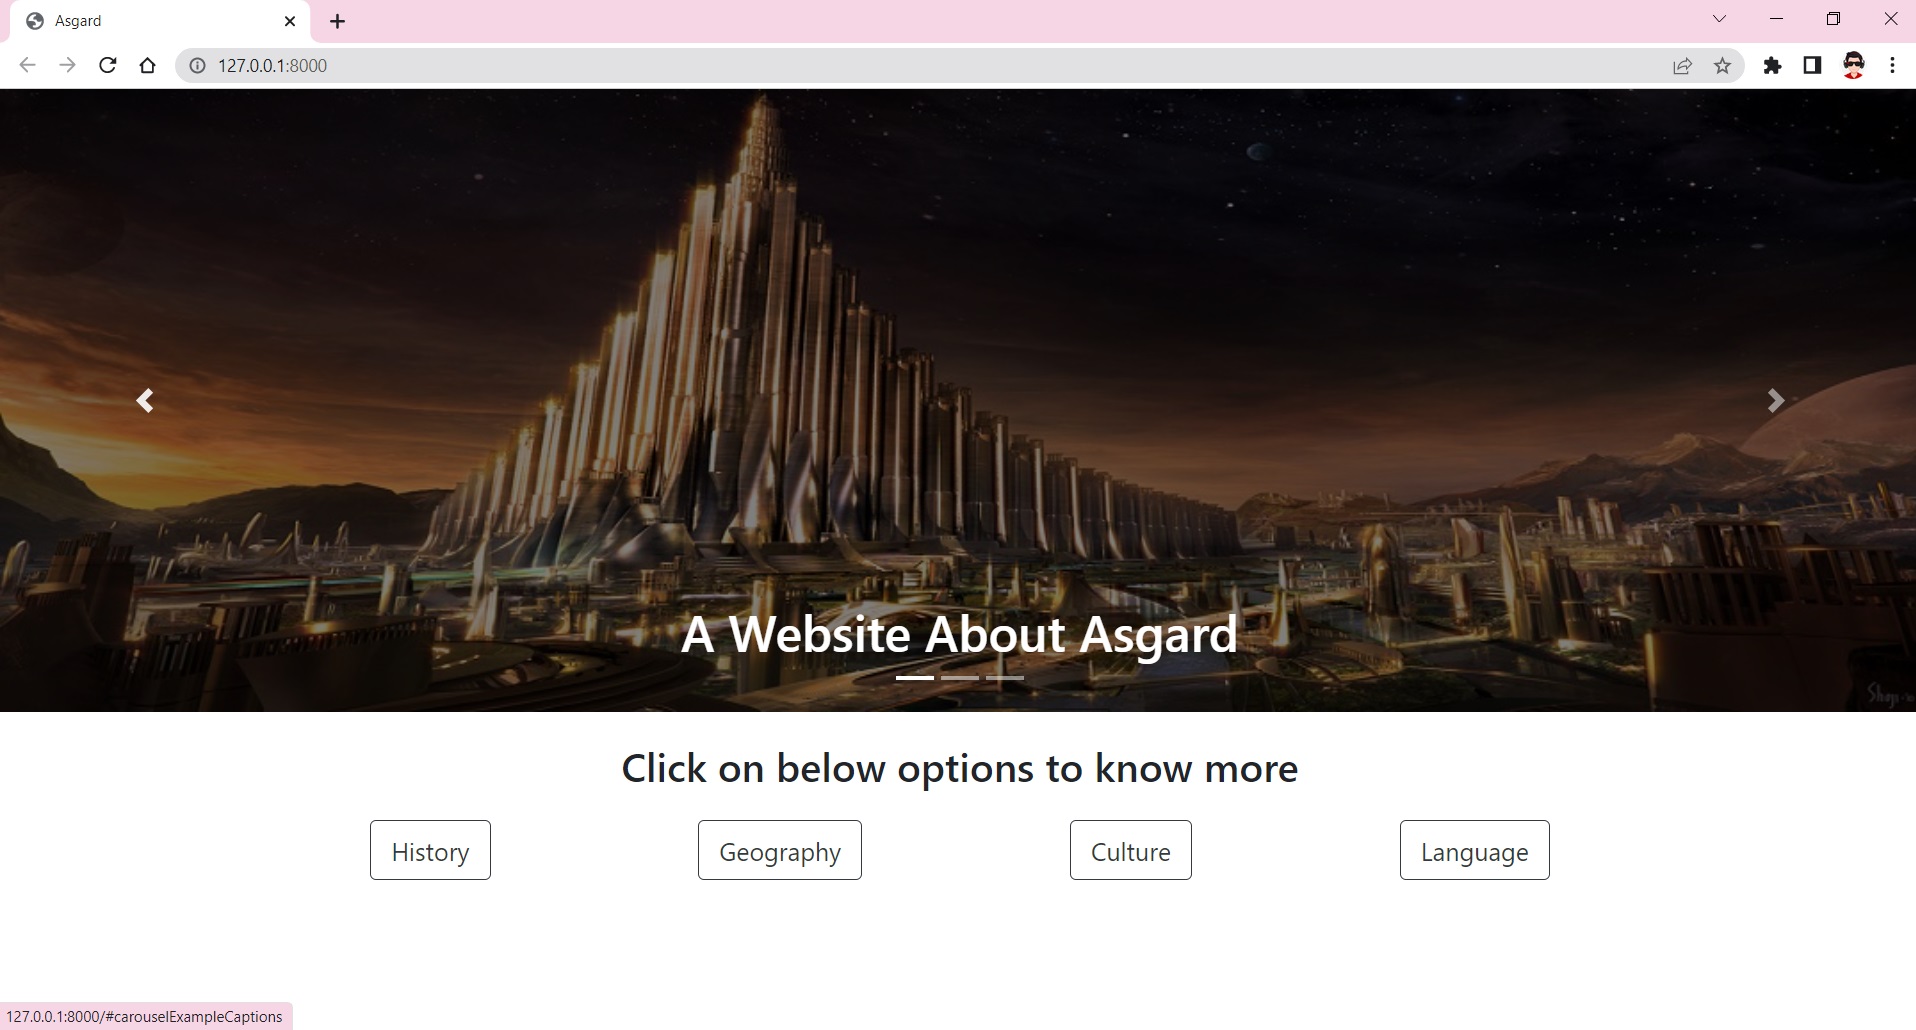 Asgard
127.0.0.1:8000
A Website About Asgard
Click on below options to know more
History
Geography
Culture
Language
127.0.0.1:8000/#carouselExampleCaptions